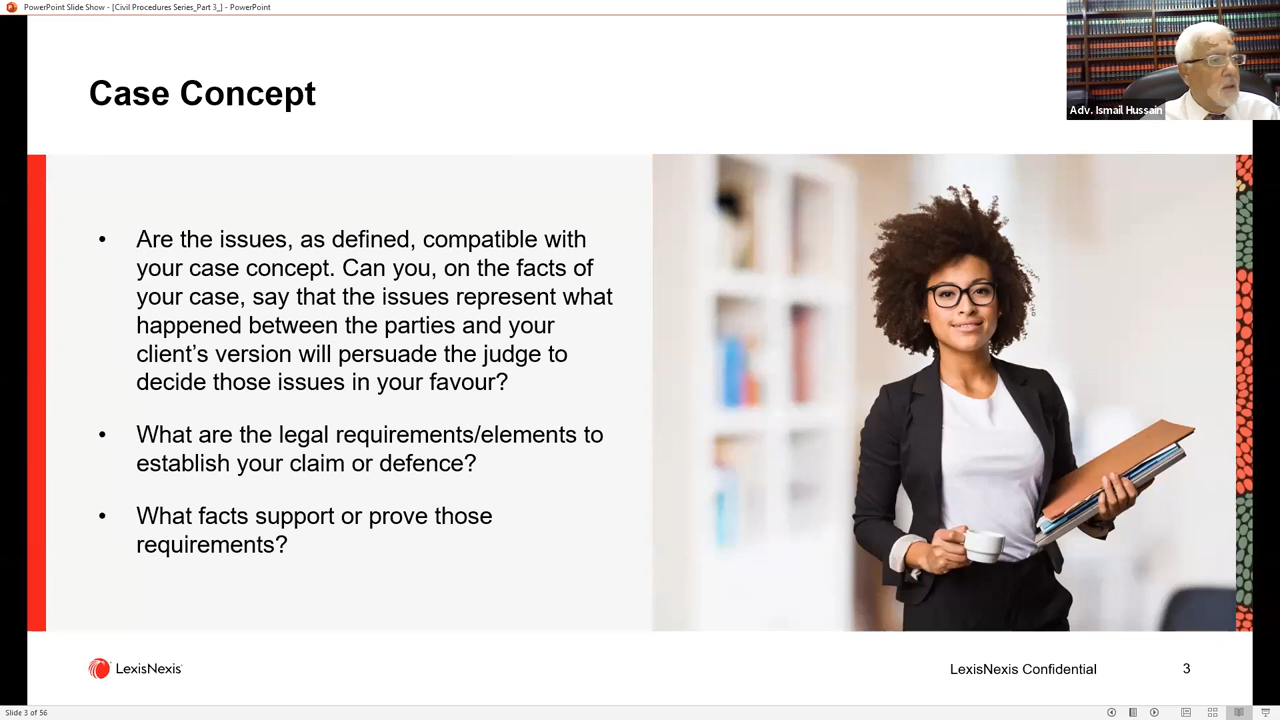 PowerPoint Slide Show - [Civil Procedures Series_Part 3_] - PowerPoint
Adv. Ismail Hussain
Case Concept
• Are the issues, as defined, compatible with
your case concept. Can you, on the facts of
your case, say that the issues represent what
happened between the parties and your
client’s version will persuade the judge to
decide those issues in your favour?
• What are the legal requirements/elements to
establish your claim or defence?
• What facts support or prove those
requirements?
LexisNexis
LexisNexis Confidential
3
Slide 3 of 56